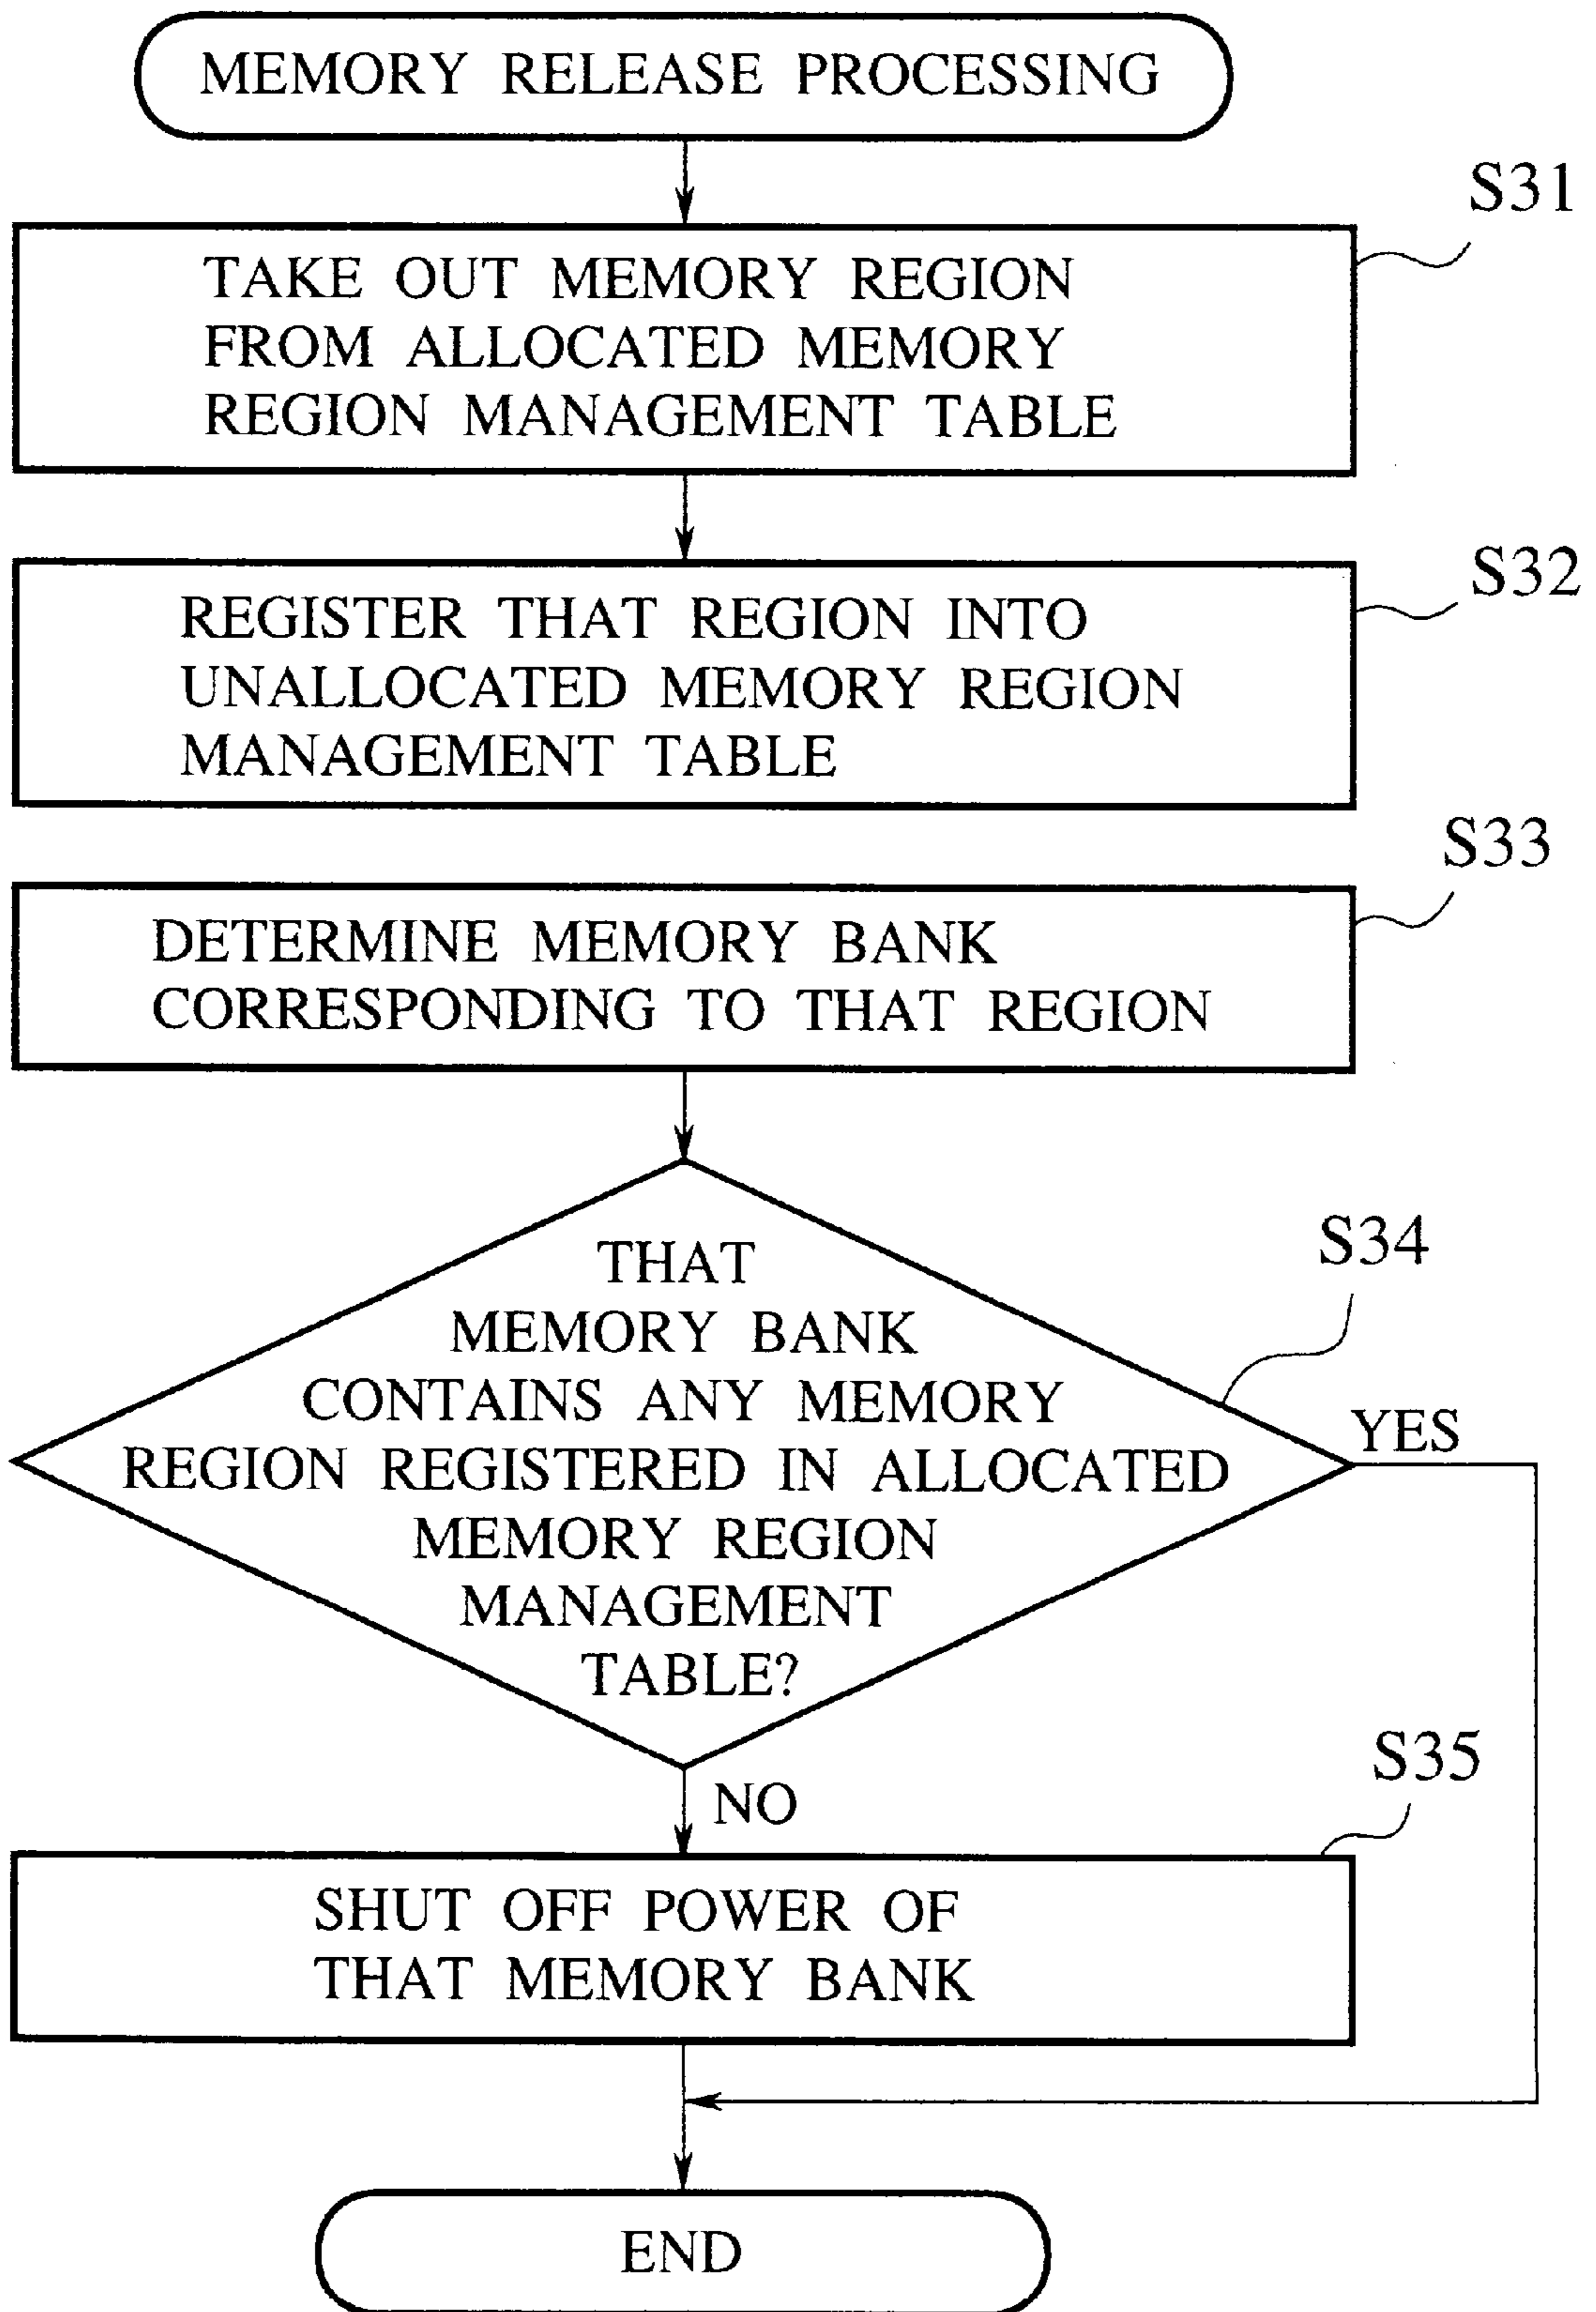 MEMORY RELEASE PROCESSING
S31
TAKE OUT MEMORY REGION
FROM ALLOCATED MEMORY
REGION MANAGEMENT TABLE
S32
REGISTER THAT REGION INTO
UNALLOCATED MEMORY REGION
MANAGEMENT TABLE
S33
DETERMINE MEMORY BANK
CORRESPONDING TO THAT REGION
S34
THAT
MEMORY BANK
CONTAINS ANY MEMORY
REGION REGISTERED IN ALLOCATED
MEMORY REGION
MANAGEMENT
TABLE?
YES
NO
S35
SHUT OFF POWER OF
THAT MEMORY BANK
END